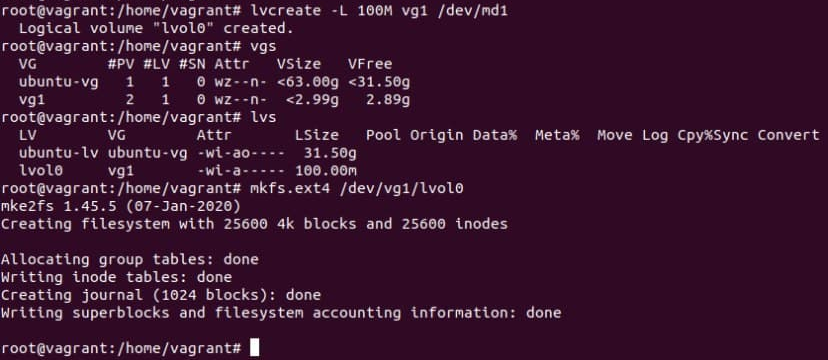 root@vagrant:/home/vagrant# lvcreate -L 100M vg1 /dev/md1
  Logical volume "lvol0" created.
root@vagrant:/home/vagrant# vgs
  VG        #PV #LV #SN Attr   VSize   VFree
  ubuntu-vg   1   1   0 wz--n- <63.00g <31.50g
  vg1         2   1   0 wz--n-  <2.99g   2.89g
root@vagrant:/home/vagrant# lvs
  LV        VG        Attr       LSize   Pool Origin Data%  Meta%  Move Log Cpy%Sync Convert
  ubuntu-lv ubuntu-vg -wi-ao----  31.50g
  lvol0     vg1       -wi-a----- 100.00m
root@vagrant:/home/vagrant# mkfs.ext4 /dev/vg1/lvol0
mke2fs 1.45.5 (07-Jan-2020)
Creating filesystem with 25600 4k blocks and 25600 inodes

Allocating group tables: done
Writing inode tables: done
Creating journal (1024 blocks): done
Writing superblocks and filesystem accounting information: done

root@vagrant:/home/vagrant#